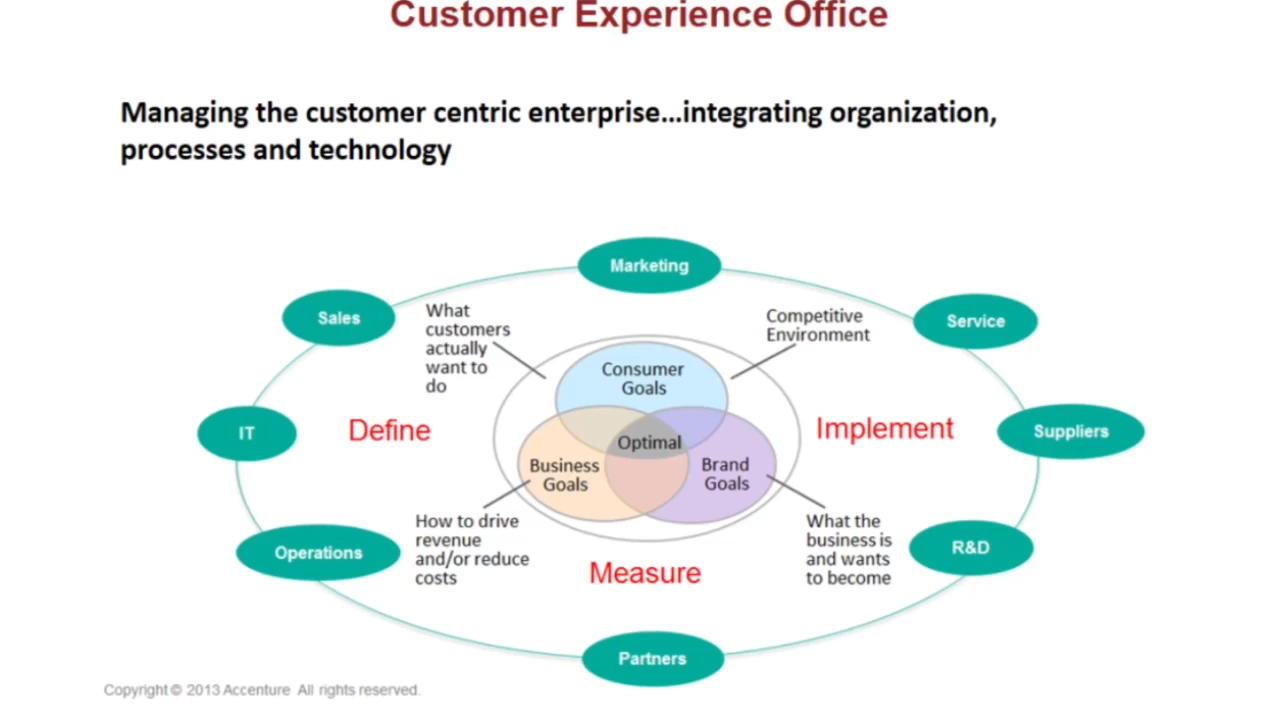 Customer Experience Office
Managing the customer centric enterprise...integrating organization,
processes and technology
Marketing
Sales
Service
What
customers
actually
want to
do
Competitive
Environment
Consumer
Goals
IT
Define
Implement
Suppliers
Optimal
Business
Goals
Brand
Goals
Operations
How to drive
revenue
and/or reduce
costs
Measure
What the
business is
and wants
to become
R&D
Partners
Copyright © 2013 Accenture All rights reserved.